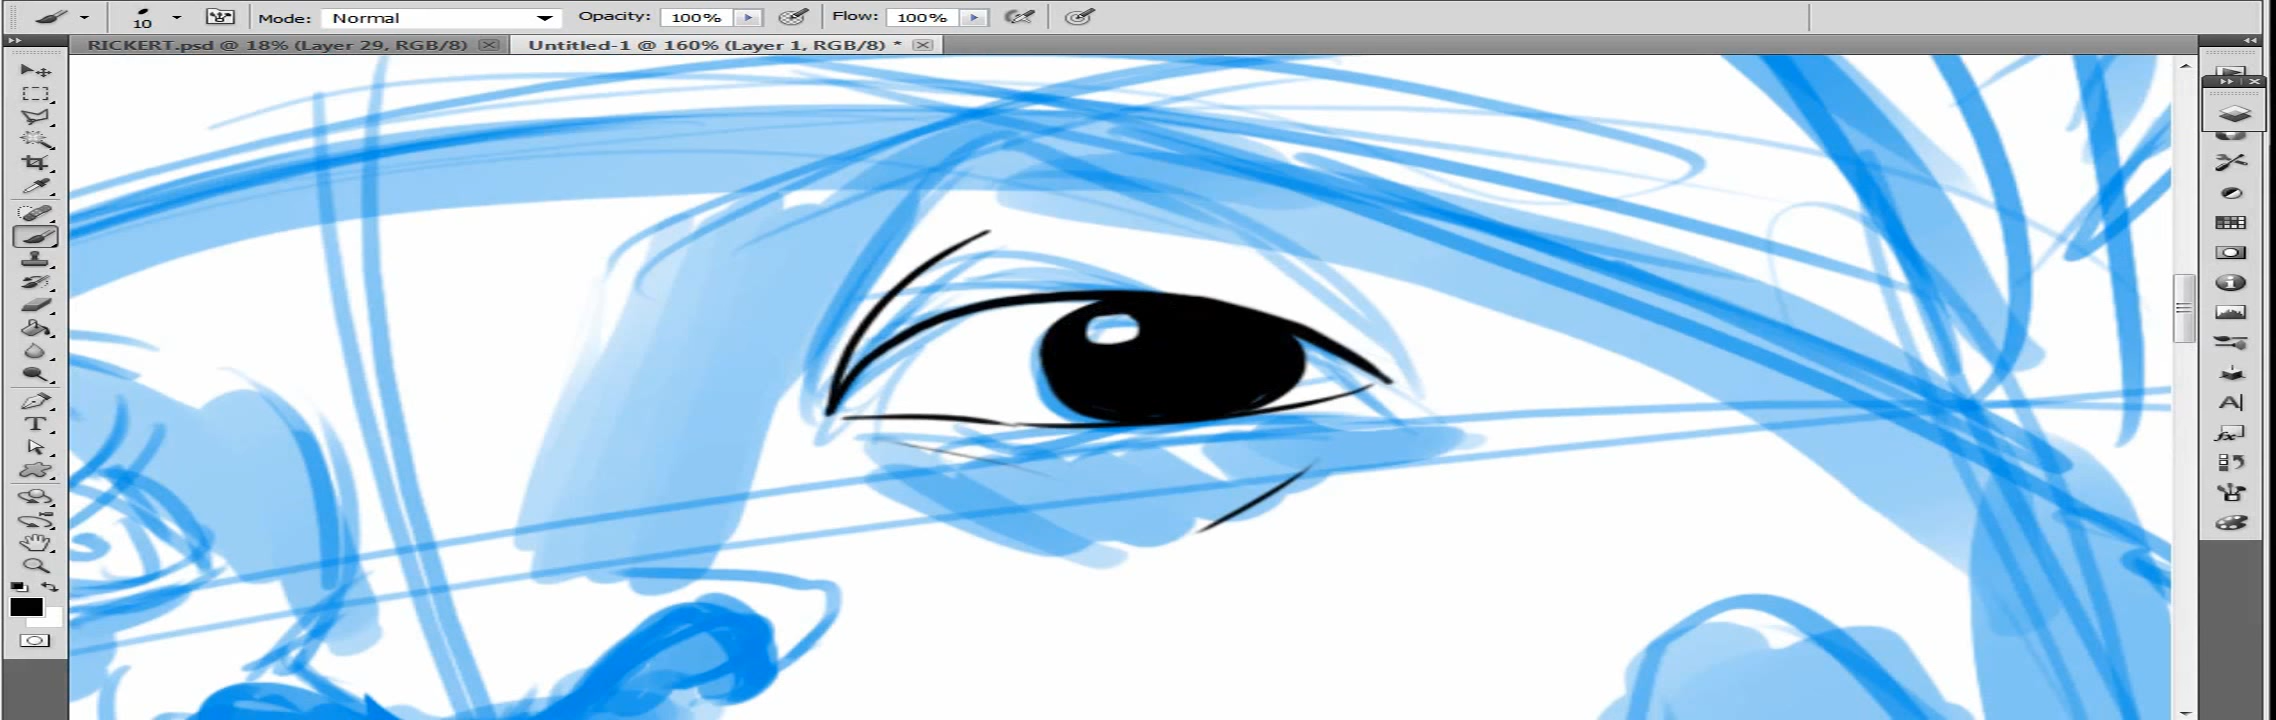 10 Mode: Normal Opacity: 100% Flow: 100%
RICKERT.psd @ 18% (Layer 29, RGB/8) Untitled-1 @ 160% (Layer 1, RGB/8) *